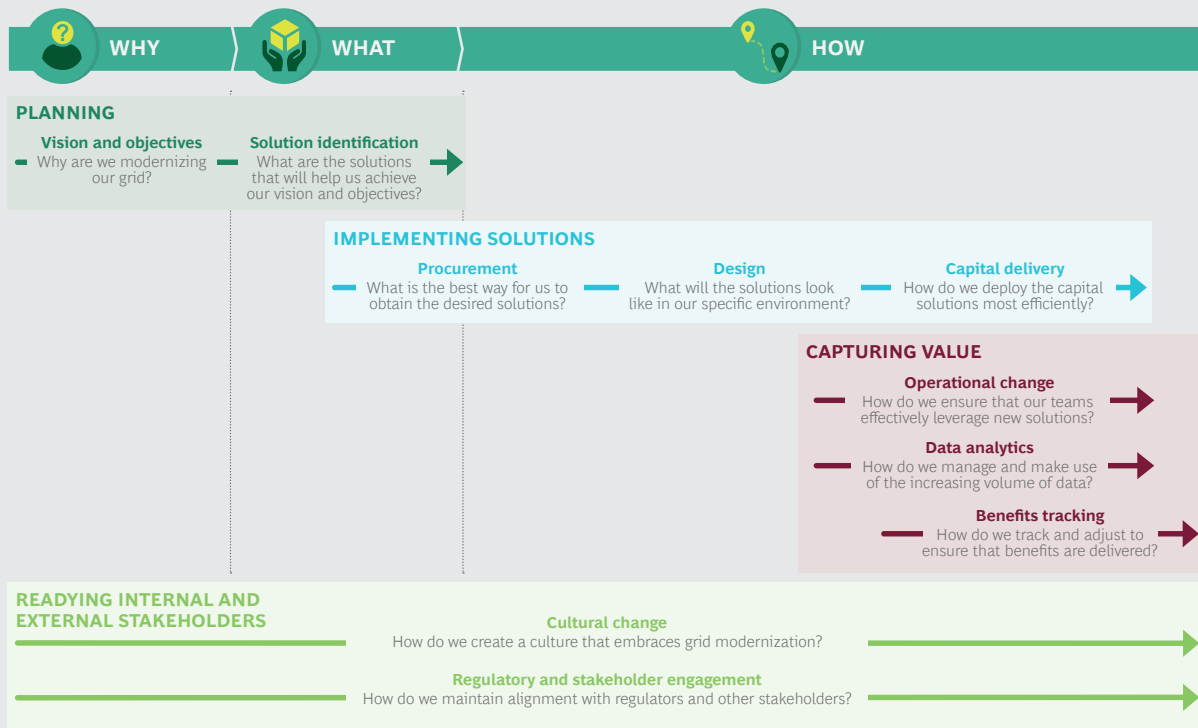 ?
WHY
WHAT
HOW
PLANNING
Vision and objectives
Why are we modernizing
our grid?
Solution identification
What are the solutions
that will help us achieve
our vision and objectives?
IMPLEMENTING SOLUTIONS
Procurement
What is the best way for us to
obtain the desired solutions?
Design
What will the solutions look
like in our specific environment?
Capital delivery
How do we deploy the capital
solutions most efficiently?
CAPTURING VALUE
Operational change
How do we ensure that our teams
effectively leverage new solutions?
Data analytics
How do we manage and make use
of the increasing volume of data?
Benefits tracking
How do we track and adjust to
ensure that benefits are delivered?
READYING INTERNAL AND
EXTERNAL STAKEHOLDERS
Cultural change
How do we create a culture that embraces grid modernization?
Regulatory and stakeholder engagement
How do we maintain alignment with regulators and other stakeholders?